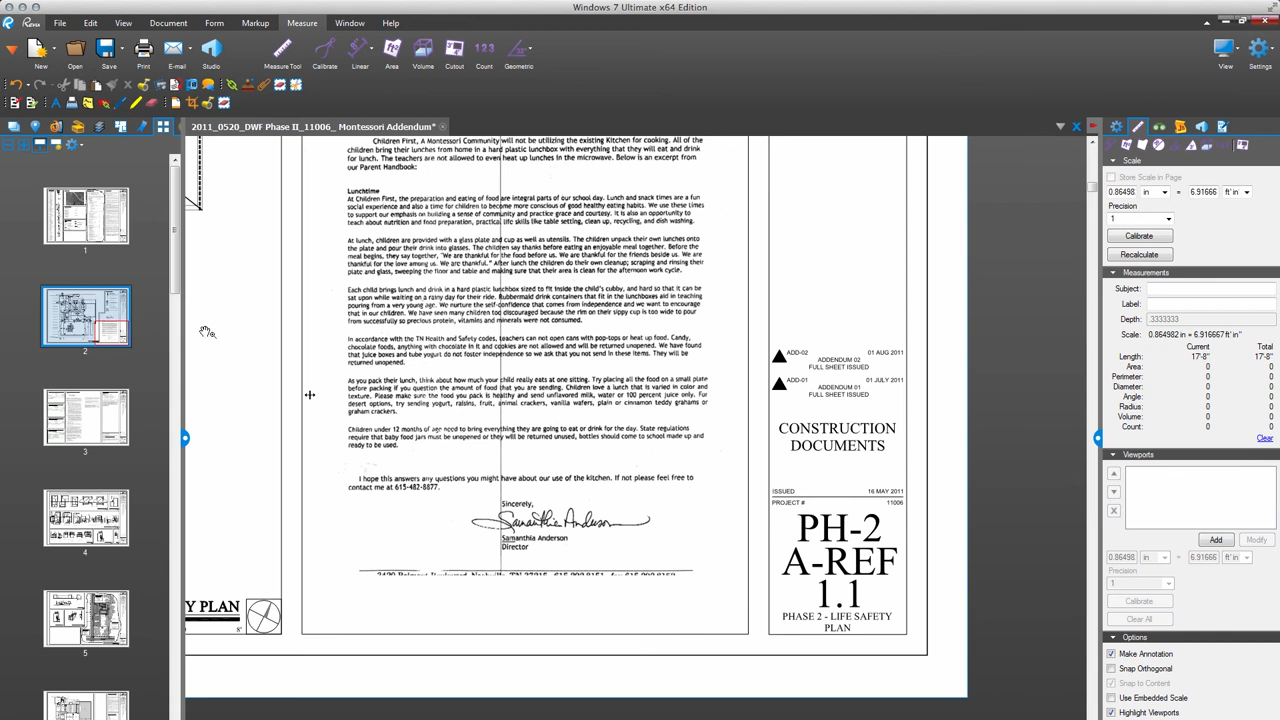 Windows 7 Ultimate x64 Edition
Revu File Edit View Document Form Markup Measure Window Help
New Open Save Print E-mail Studio Measure Tool Calibrate Linear Area Volume Cutout Count Geometric View Settings
2011_0520_DWF Phase II_11006_ Montessori Addendum*
1
2
3
4
5
Children First, A Montessori Community will not be utilizing the existing Kitchen for cooking. All of the
children bring their lunches from home in a hard plastic lunchbox with everything that they will eat and drink
for lunch. The teachers are not allowed to even heat up lunches in the microwave. Below is an excerpt from
our Parent Handbook:
Lunchtime
At Children First, the preparation and eating of food are integral parts of our school day. Lunch and snack times are a fun
social experience and also a time for children to become more conscious of good healthy eating habits. We use these times
to support our emphasis on building a sense of community and practice grace and courtesy. It is also an opportunity to
teach about nutrition and food preparation, practical life skills like table setting, clean up, recycling, and dish washing.
At lunch, children are provided with a glass plate and cup as well as utensils. The children unpack their own lunches onto
the plate and pour their drink into glasses. The children say thanks before eating an enjoyable meal together. Before the
meal begins, they say together, "We are thankful for the food before us. We are thankful for the friends beside us. We are
thankful for the love among us. We are thankful." After lunch the children do their own cleanup; scraping and rinsing their
plate and glass, sweeping the floor and table and making sure that their area is clean for the afternoon work cycle.
Each child brings lunch and drink in a hard plastic lunchbox sized to fit inside the child's cubby, and hard so that it can be
sat upon while waiting on a rainy day for their ride. Rubbermaid drink containers that fit in the lunchboxes aid in teaching
pouring from a very young age. We nurture the self-confidence that comes from independence and we want to encourage
that in our children. We have seen many children too discouraged because the rim on their sippy cup is too wide to pour
from successfully so precious protein, vitamins and minerals were not consumed.
In accordance with the TN Health and Safety codes, teachers can not open cans with pop-tops or heat up food. Candy,
chocolate foods, anything with chocolate in it and cookies are not allowed and will be returned unopened. We have found
that juice boxes and tube yogurt do not foster independence so we ask that you not send in these items. They will be
returned unopened.
As you pack their lunch, think about how much your child really eats at one sitting. Try placing all the food on a small plate
before packing if you question the amount of food that you are sending. Children love a lunch that is varied in color and
texture. Please make sure the food you pack is healthy and send unflavored milk, water or 100 percent juice only. For
desert options, try sending yogurt, raisins, fruit, animal crackers, vanilla wafers, plain or cinnamon teddy grahams or
graham crackers.
Children under 12 months of age need to bring everything they are going to eat or drink for the day. State regulations
require that baby food jars must be unopened or they will be returned unused, bottles should come to school made up and
ready to be used.
I hope this answers any questions you might have about our use of the kitchen. If not please feel free to
contact me at 615-482-8877.
Sincerely,
Samanthia Anderson
Samanthia Anderson
Director
Y PLAN
8"
ADD-02 01 AUG 2011
ADDENDUM 02
FULL SHEET ISSUED
ADD-01 01 JULY 2011
ADDENDUM 01
FULL SHEET ISSUED
CONSTRUCTION
DOCUMENTS
ISSUED 16 MAY 2011
PROJECT # 11006
PH-2
A-REF
1.1
PHASE 2 - LIFE SAFETY
PLAN
Scale
Store Scale in Page
0.86498 in = 6.91666 ft'in"
Precision
1
Calibrate
Recalculate
Measurements
Subject:
Label:
Depth: 3333333
Scale: 0.864982 in = 6.916667 ft'in"
Current Total
Length: 17'-8" 17'-8"
Area: 0 0
Perimeter: 0 0
Diameter: 0 0
Angle: 0 0
Radius: 0 0
Volume: 0 0
Count: 0 0
Clear
Viewports
Add Modify
0.86498 in = 6.91666 ft'in"
Precision
1
Calibrate
Clear All
Options
Make Annotation
Snap Orthogonal
Snap to Content
Use Embedded Scale
Highlight Viewports